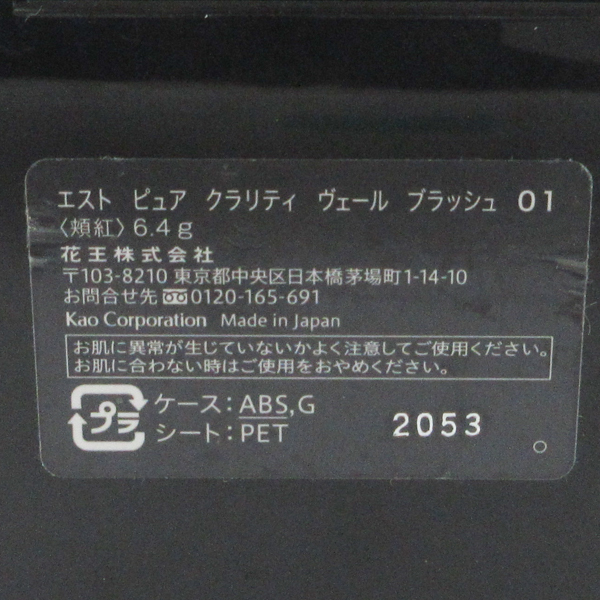 エスト ピュア クラリティ ヴェール ブラッシュ 01
〈頬紅〉6.4g
花王株式会社
〒103-8210 東京都中央区日本橋茅場町1-14-10
お問合せ先 0120-165-691
Kao Corporation Made in Japan
お肌に異常が生じていないかよく注意してご使用ください。
お肌に合わない時はご使用をおやめください。
プラ
ケース：ABS,G
シート：PET
2053